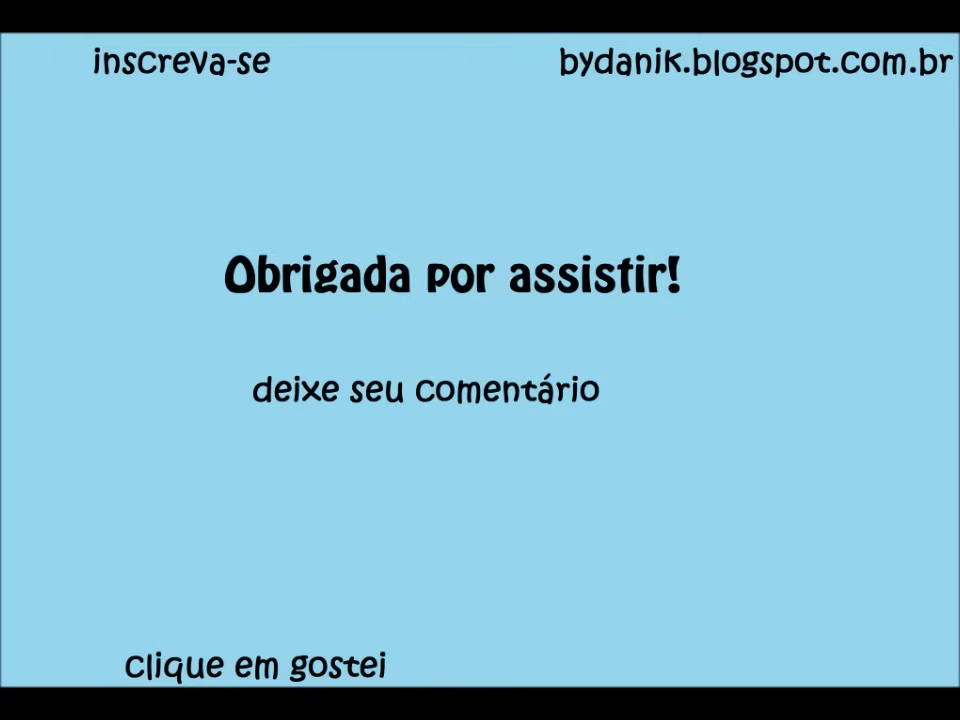 inscreva-se
bydanik.blogspot.com.br
Obrigada por assistir!
deixe seu comentário
clique em gostei